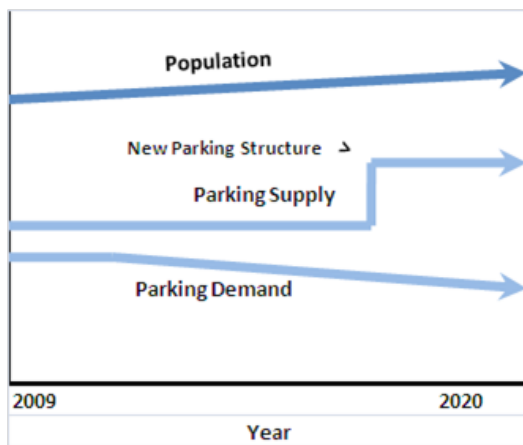 Population
New Parking Structure >
Parking Supply
Parking Demand
2009 2020
Year